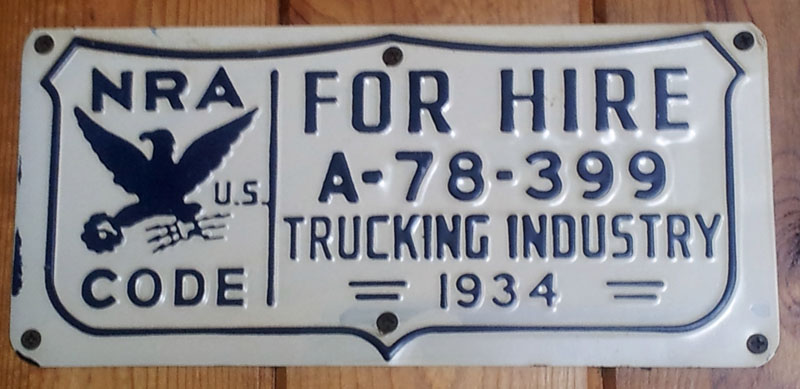 NRA
U.S.
CODE
FOR HIRE
A-78-399
TRUCKING INDUSTRY
1934